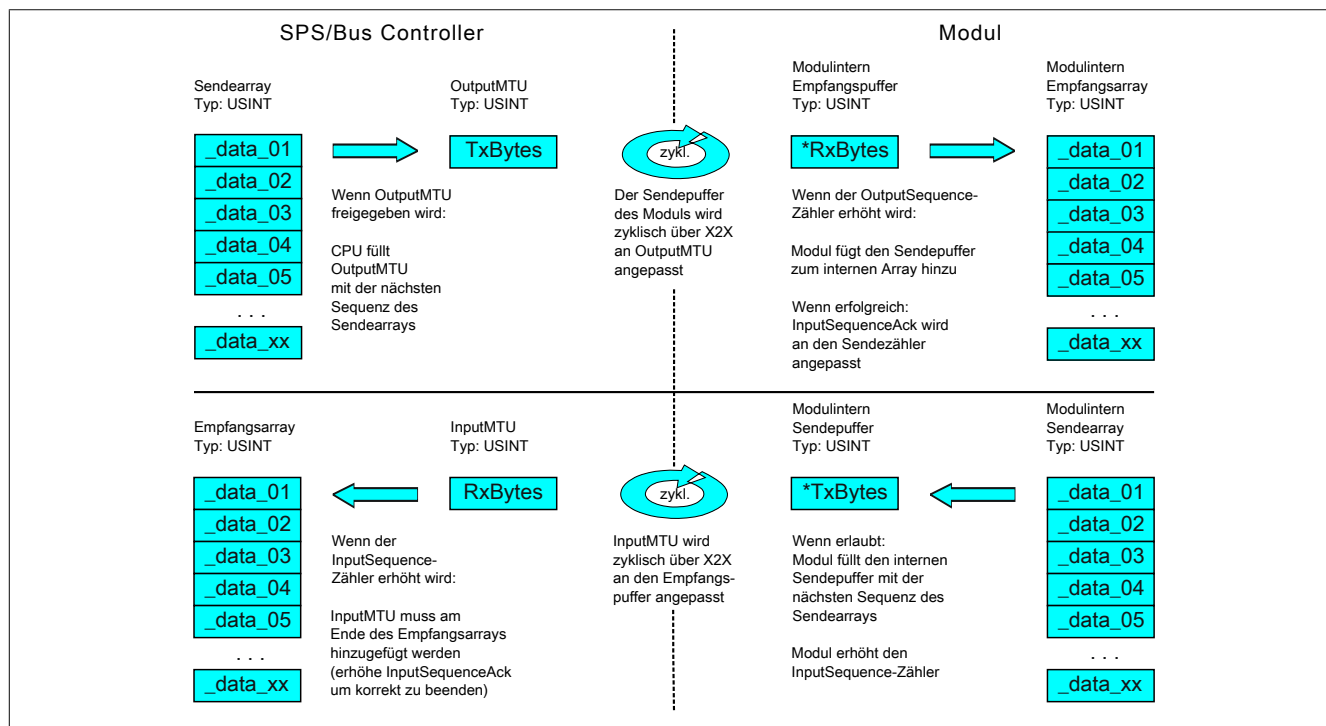 SPS/Bus Controller
Modul
Sendearray
Typ: USINT
OutputMTU
Typ: USINT
Modulintern
Empfangspuffer
Typ: USINT
Modulintern
Empfangsarray
Typ: USINT
_data_01
_data_02
_data_03
_data_04
_data_05
. . .
_data_xx
TxBytes
Wenn OutputMTU
freigegeben wird:
CPU füllt
OutputMTU
mit der nächsten
Sequenz des
Sendearrays
zykl.
Der Sendepuffer
des Moduls wird
zyklisch über X2X
an OutputMTU
angepasst
*RxBytes
Wenn der OutputSequence-
Zähler erhöht wird:
Modul fügt den Sendepuffer
zum internen Array hinzu
Wenn erfolgreich:
InputSequenceAck wird
an den Sendezähler
angepasst
_data_01
_data_02
_data_03
_data_04
_data_05
. . .
_data_xx
Empfangsarray
Typ: USINT
InputMTU
Typ: USINT
Modulintern
Sendepuffer
Typ: USINT
Modulintern
Sendearray
Typ: USINT
_data_01
_data_02
_data_03
_data_04
_data_05
. . .
_data_xx
RxBytes
Wenn der
InputSequence-
Zähler erhöht wird:
InputMTU muss am
Ende des Empfangsarrays
hinzugefügt werden
(erhöhe InputSequenceAck
um korrekt zu beenden)
zykl.
InputMTU wird
zyklisch über X2X
an den Empfangs-
puffer angepasst
*TxBytes
Wenn erlaubt:
Modul füllt den internen
Sendepuffer mit der
nächsten Sequenz des
Sendearrays
Modul erhöht den
InputSequence-Zähler
_data_01
_data_02
_data_03
_data_04
_data_05
. . .
_data_xx